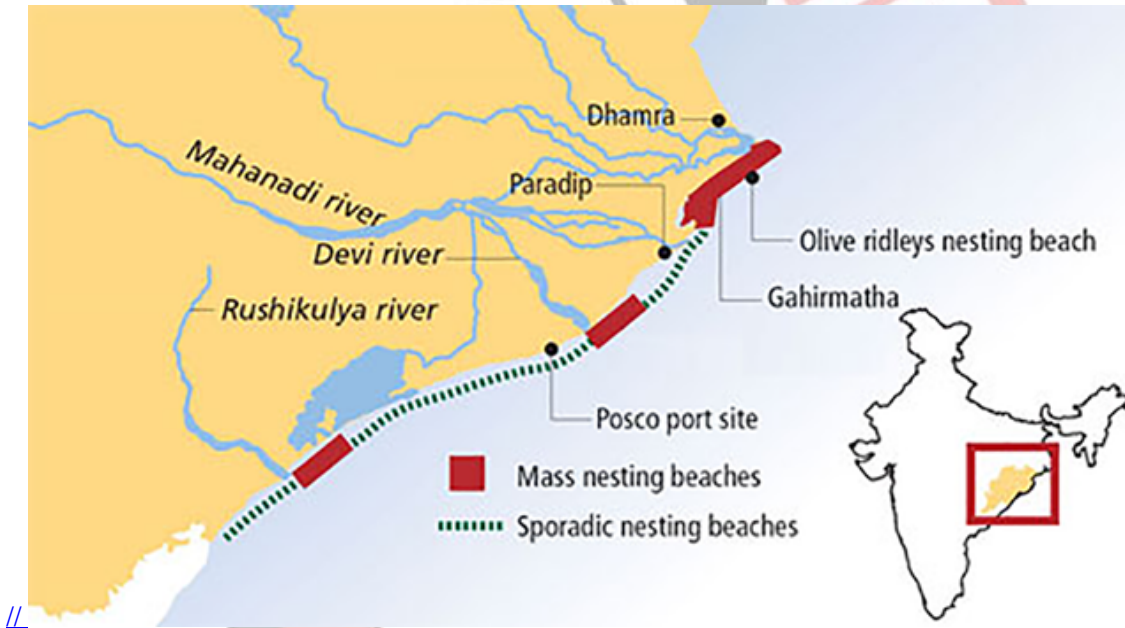 Dhamra
Mahanadi river
Paradip
Devi river
Olive ridleys nesting beach
Gahirmatha
Rushikulya river
Posco port site
Mass nesting beaches
Sporadic nesting beaches
//